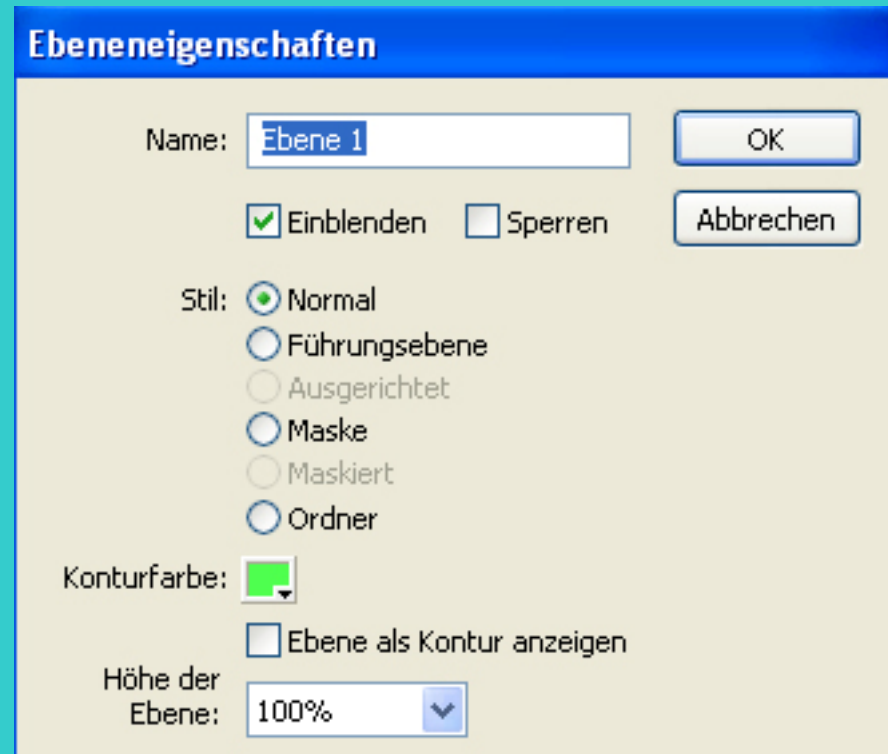 Ebeneneigenschaften
Name: Ebene 1 OK
Einblenden Sperren Abbrechen
Stil: Normal
Führungsebene
Ausgerichtet
Maske
Maskiert
Ordner
Konturfarbe:
Ebene als Kontur anzeigen
Höhe der
Ebene: 100%